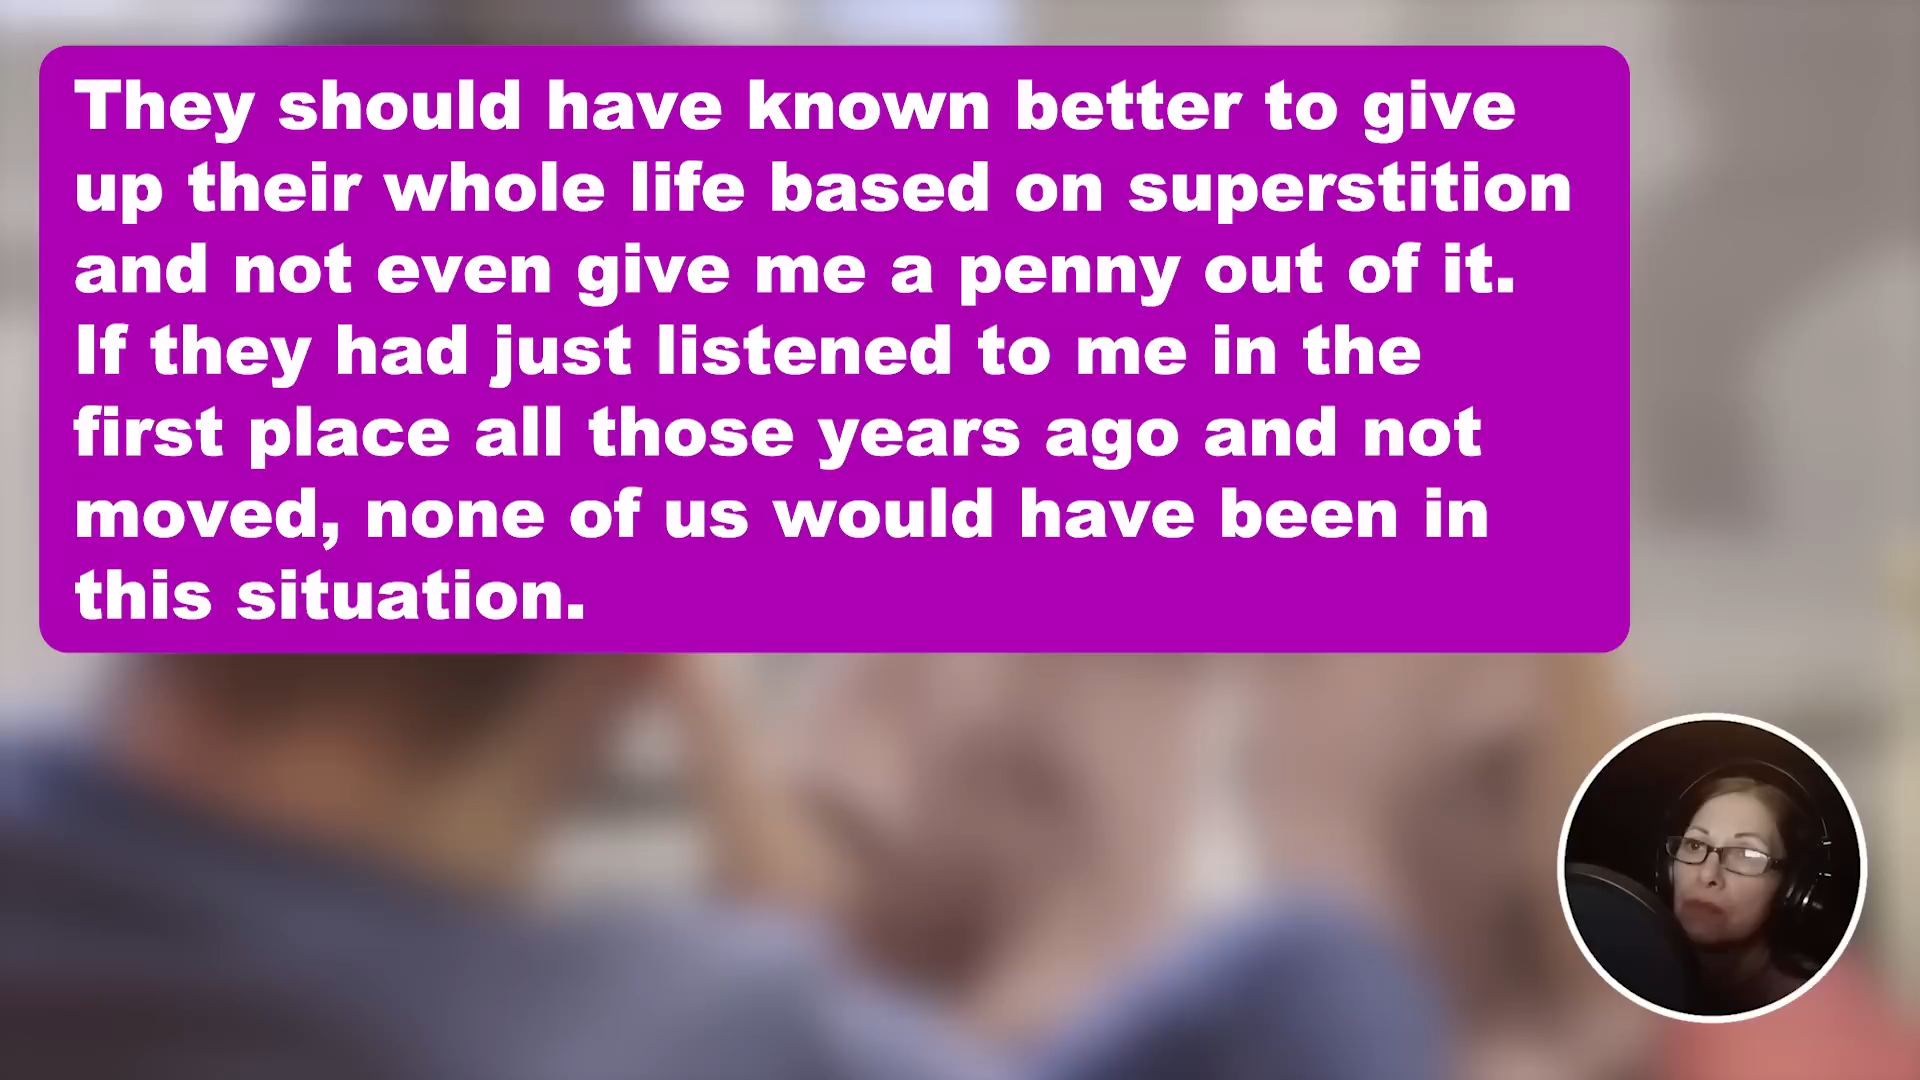 They should have known better to give
up their whole life based on superstition
and not even give me a penny out of it.
If they had just listened to me in the
first place all those years ago and not
moved, none of us would have been in
this situation.